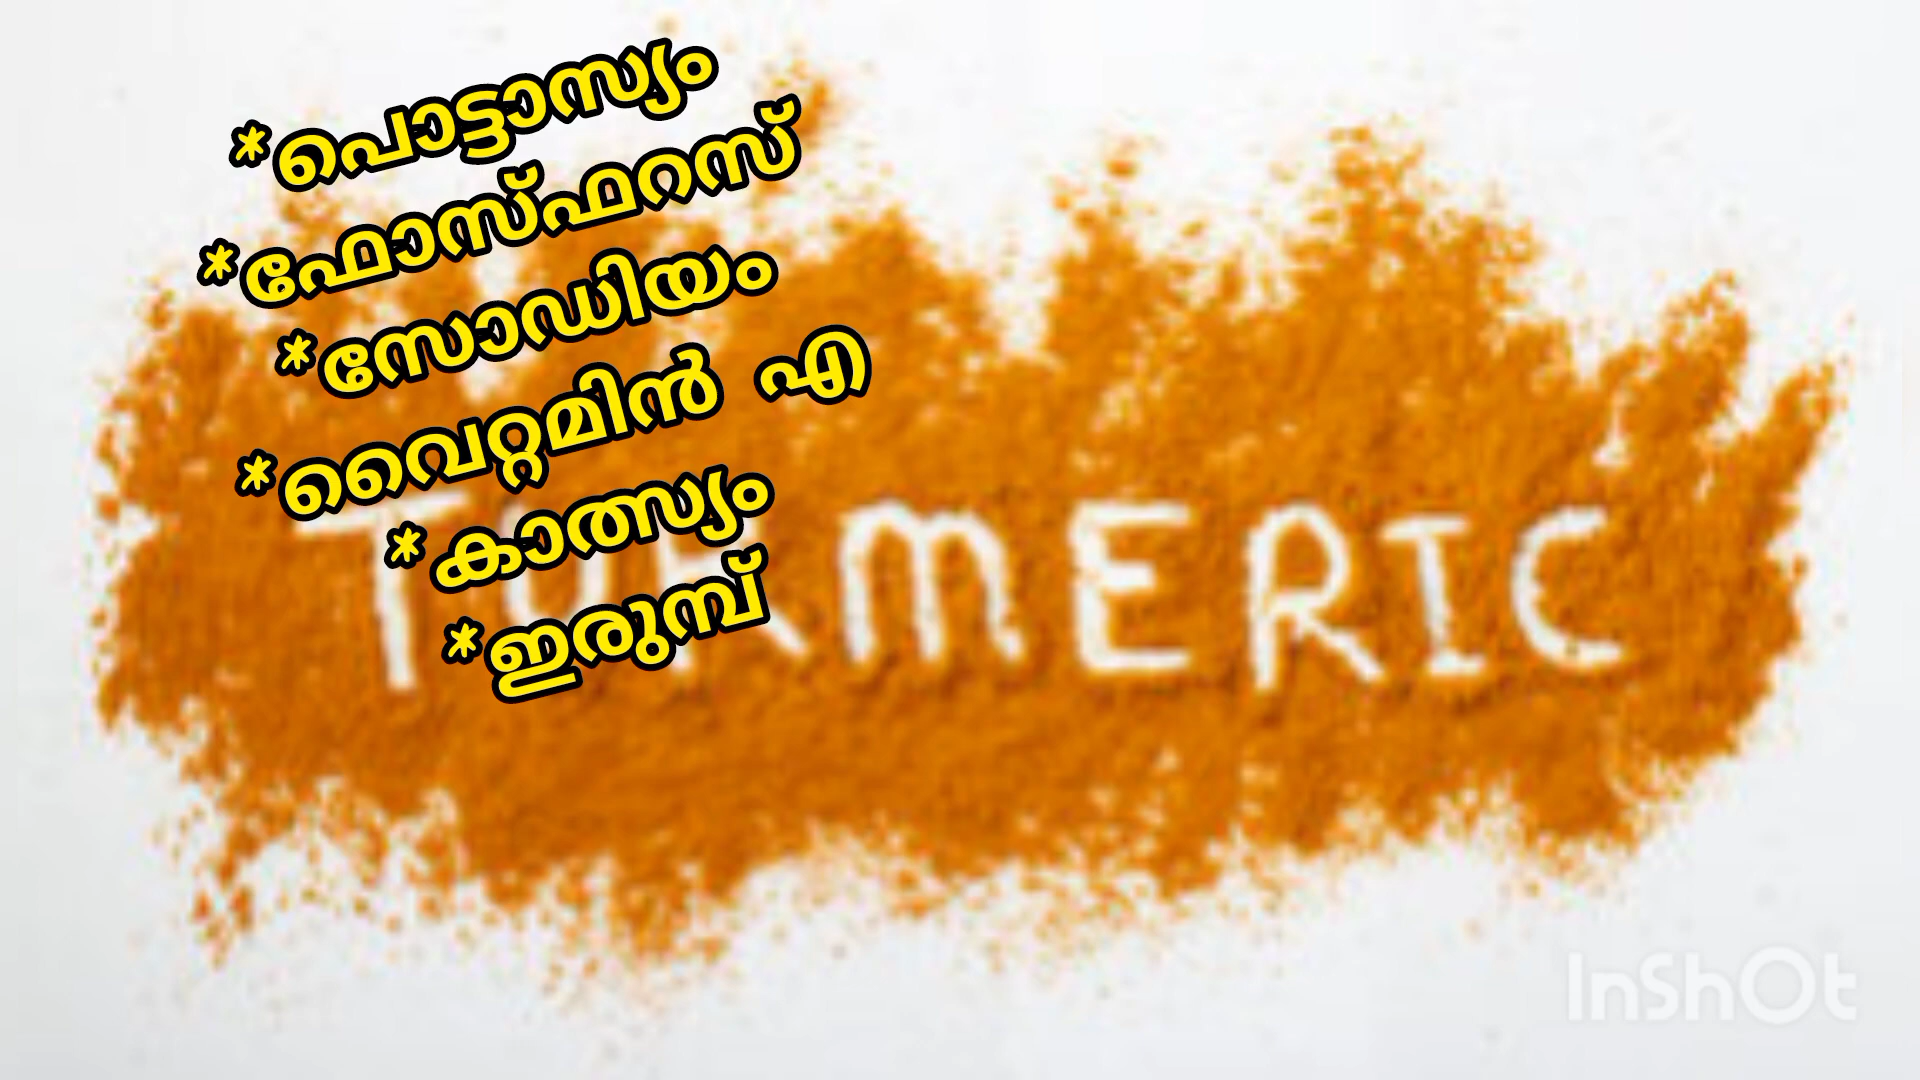 *പൊട്ടാസ്യം
*ഫോസ്ഫറസ്
*സോഡിയം
*വൈറ്റമിൻ എ
*കാത്സ്യം
*ഇരുമ്പ്
TURMERIC
InShOt